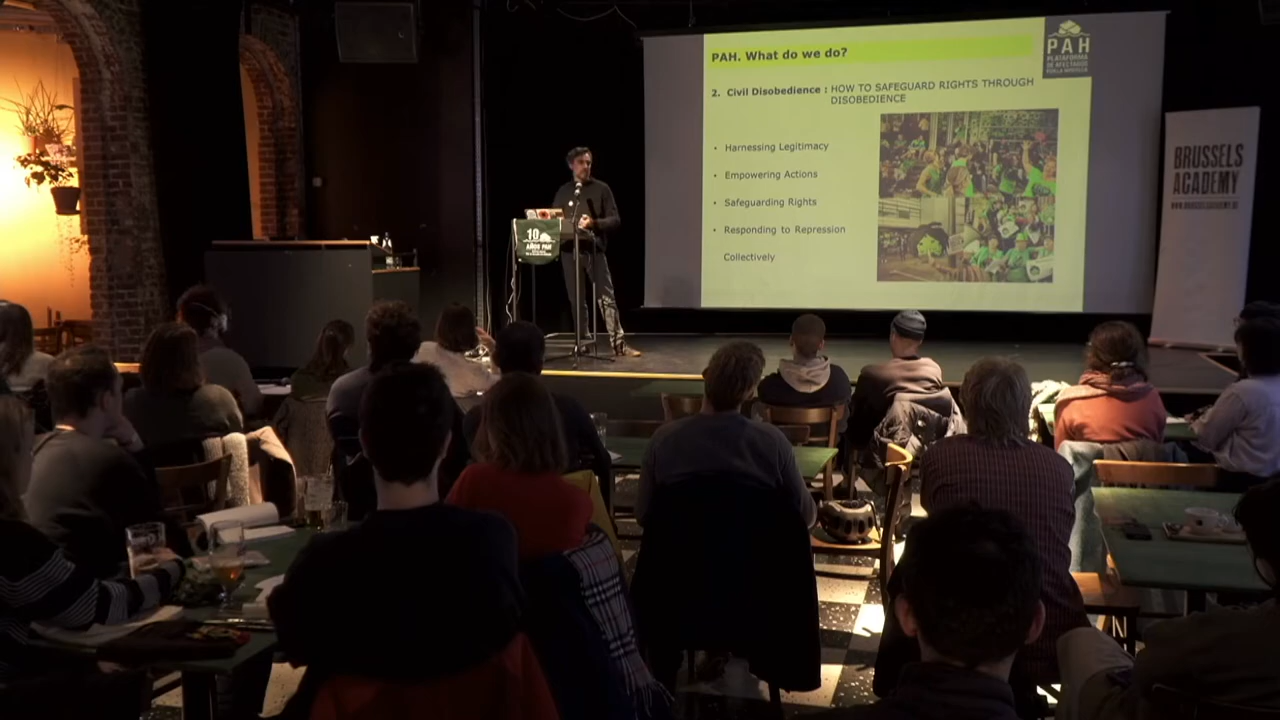 PAH. What do we do?
PAH
PLATAFORMA
DE AFECTADOS
POR LA HIPOTECA
2. Civil Disobedience : HOW TO SAFEGUARD RIGHTS THROUGH
DISOBEDIENCE
• Harnessing Legitimacy
• Empowering Actions
• Safeguarding Rights
• Responding to Repression
Collectively
BRUSSELS
ACADEMY
10
AÑOS PAH